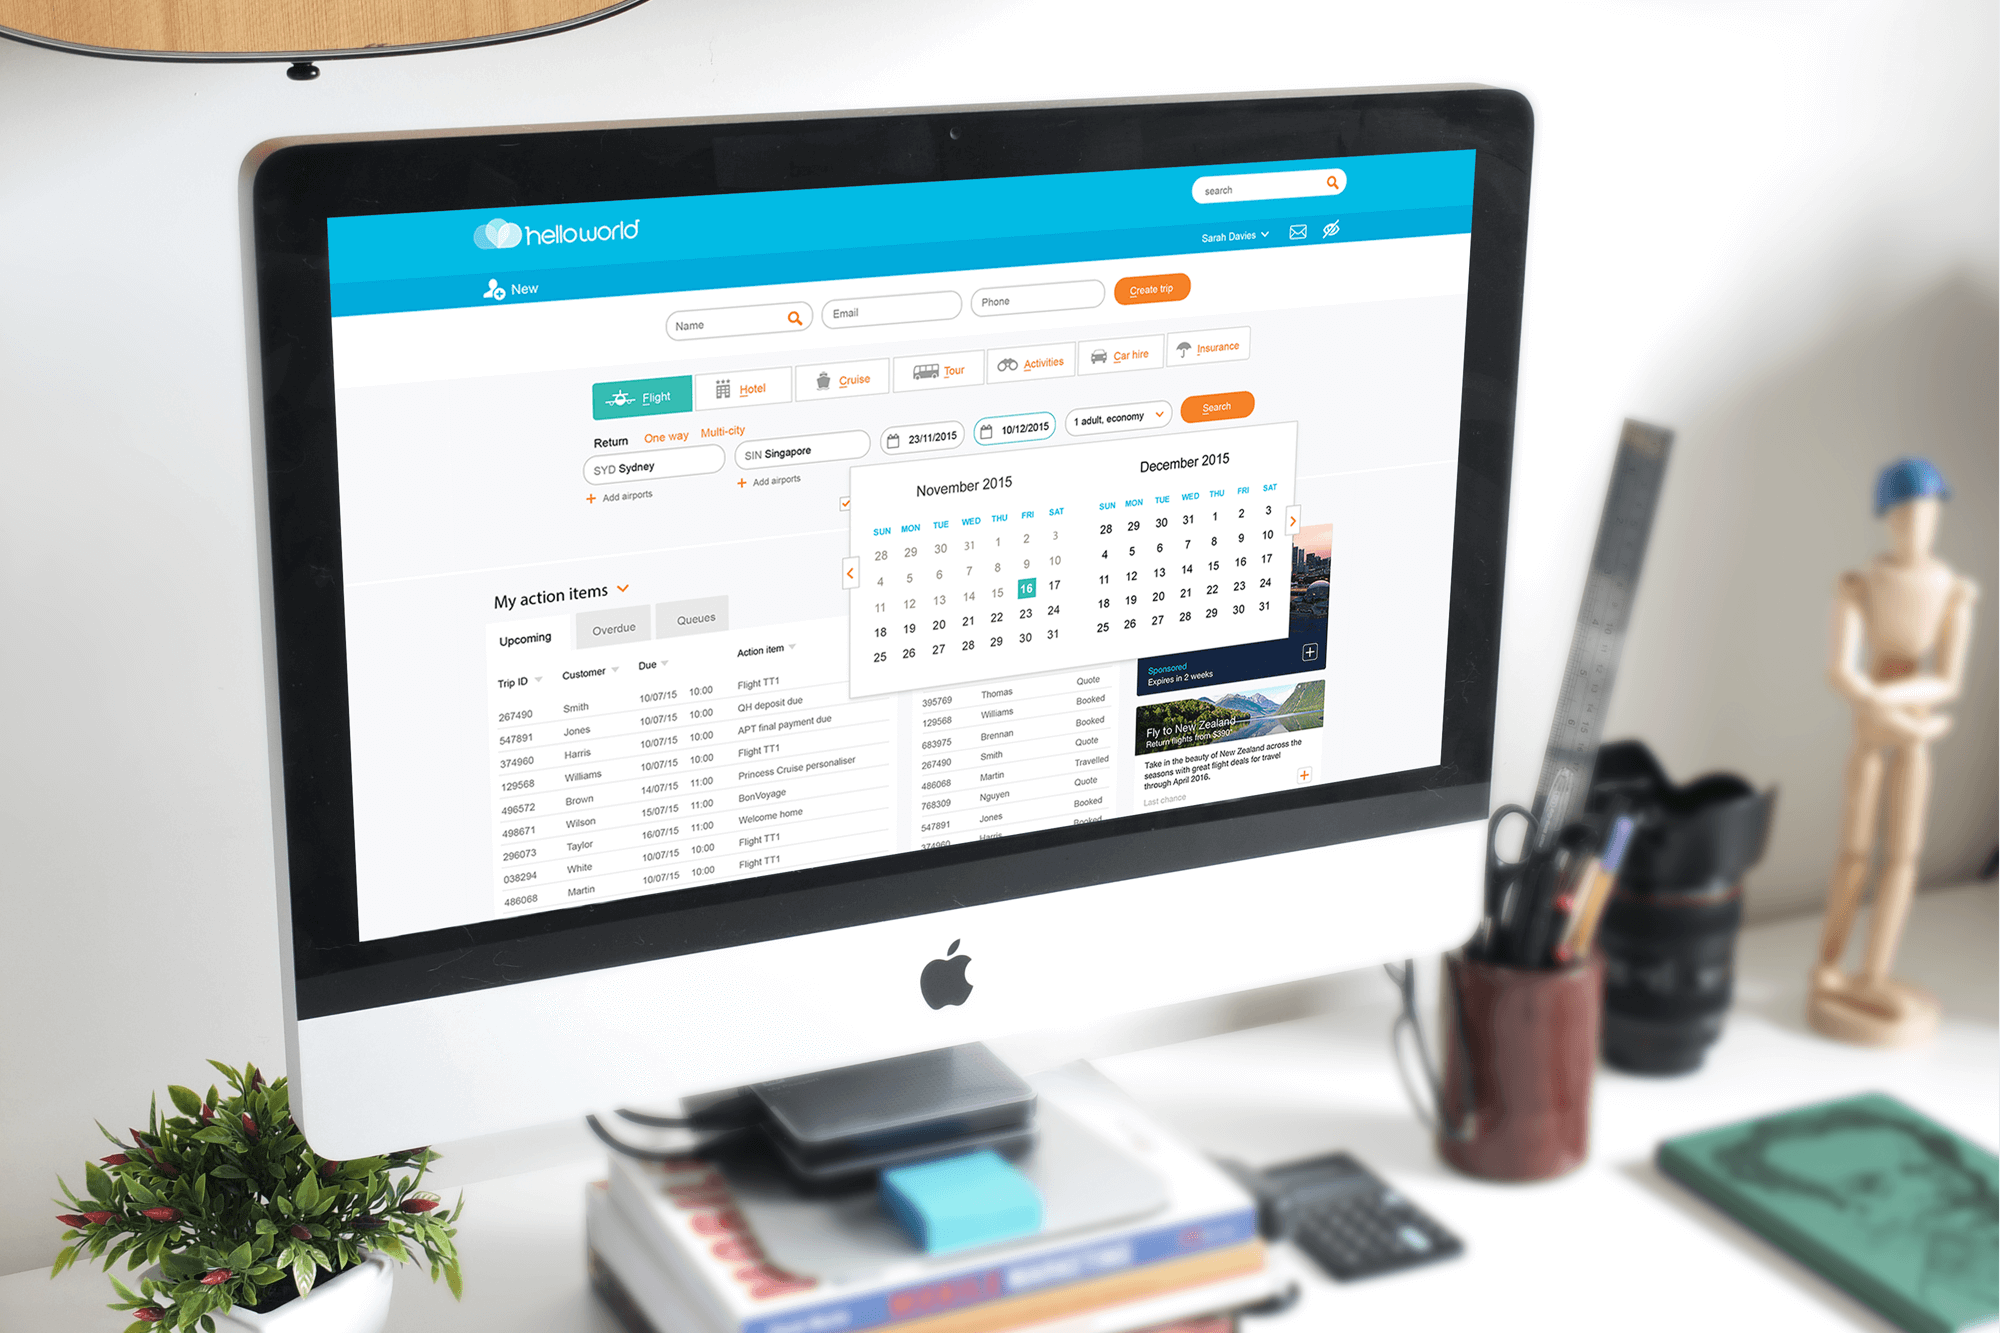 helloworld
search
Sarah Davies
New
Name
Email
Phone
Create trip
Flight
Hotel
Cruise
Tour
Activities
Car hire
Insurance
Return One way Multi-city
SYD Sydney
SIN Singapore
23/11/2015
10/12/2015
1 adult, economy
Search
+ Add airports
+ Add airports
November 2015
SUN MON TUE WED THU FRI SAT
28 29 30 31 1 2 3
4 5 6 7 8 9 10
11 12 13 14 15 16 17
18 19 20 21 22 23 24
25 26 27 28 29 30 31
December 2015
SUN MON TUE WED THU FRI SAT
28 29 30 31 1 2 3
4 5 6 7 8 9 10
11 12 13 14 15 16 17
18 19 20 21 22 23 24
25 26 27 28 29 30 31
My action items
Upcoming
Overdue
Queues
Trip ID Customer Due Action item
267490 Smith 10/07/15 10:00 Flight TT1
547891 Jones 10/07/15 10:00 QH deposit due
374960 Harris 10/07/15 10:00 APT final payment due
129568 Williams 10/07/15 10:00 Flight TT1
496572 Brown 14/07/15 11:00 Princess Cruise personaliser
498671 Wilson 15/07/15 11:00 BonVoyage
296073 Taylor 16/07/15 11:00 Welcome home
038294 White 10/07/15 10:00 Flight TT1
486068 Martin 10/07/15 10:00 Flight TT1
395769 Thomas Quote
129568 Williams Booked
683975 Brennan Booked
267490 Smith Quote
486068 Martin Travelled
768309 Nguyen Quote
547891 Jones Booked
374960 Harris Booked
Sponsored
Expires in 2 weeks
Fly to New Zealand
Return flights from $390*
Take in the beauty of New Zealand across the
seasons with great flight deals for travel
through April 2016.
Last chance
MOBILE MARKETING